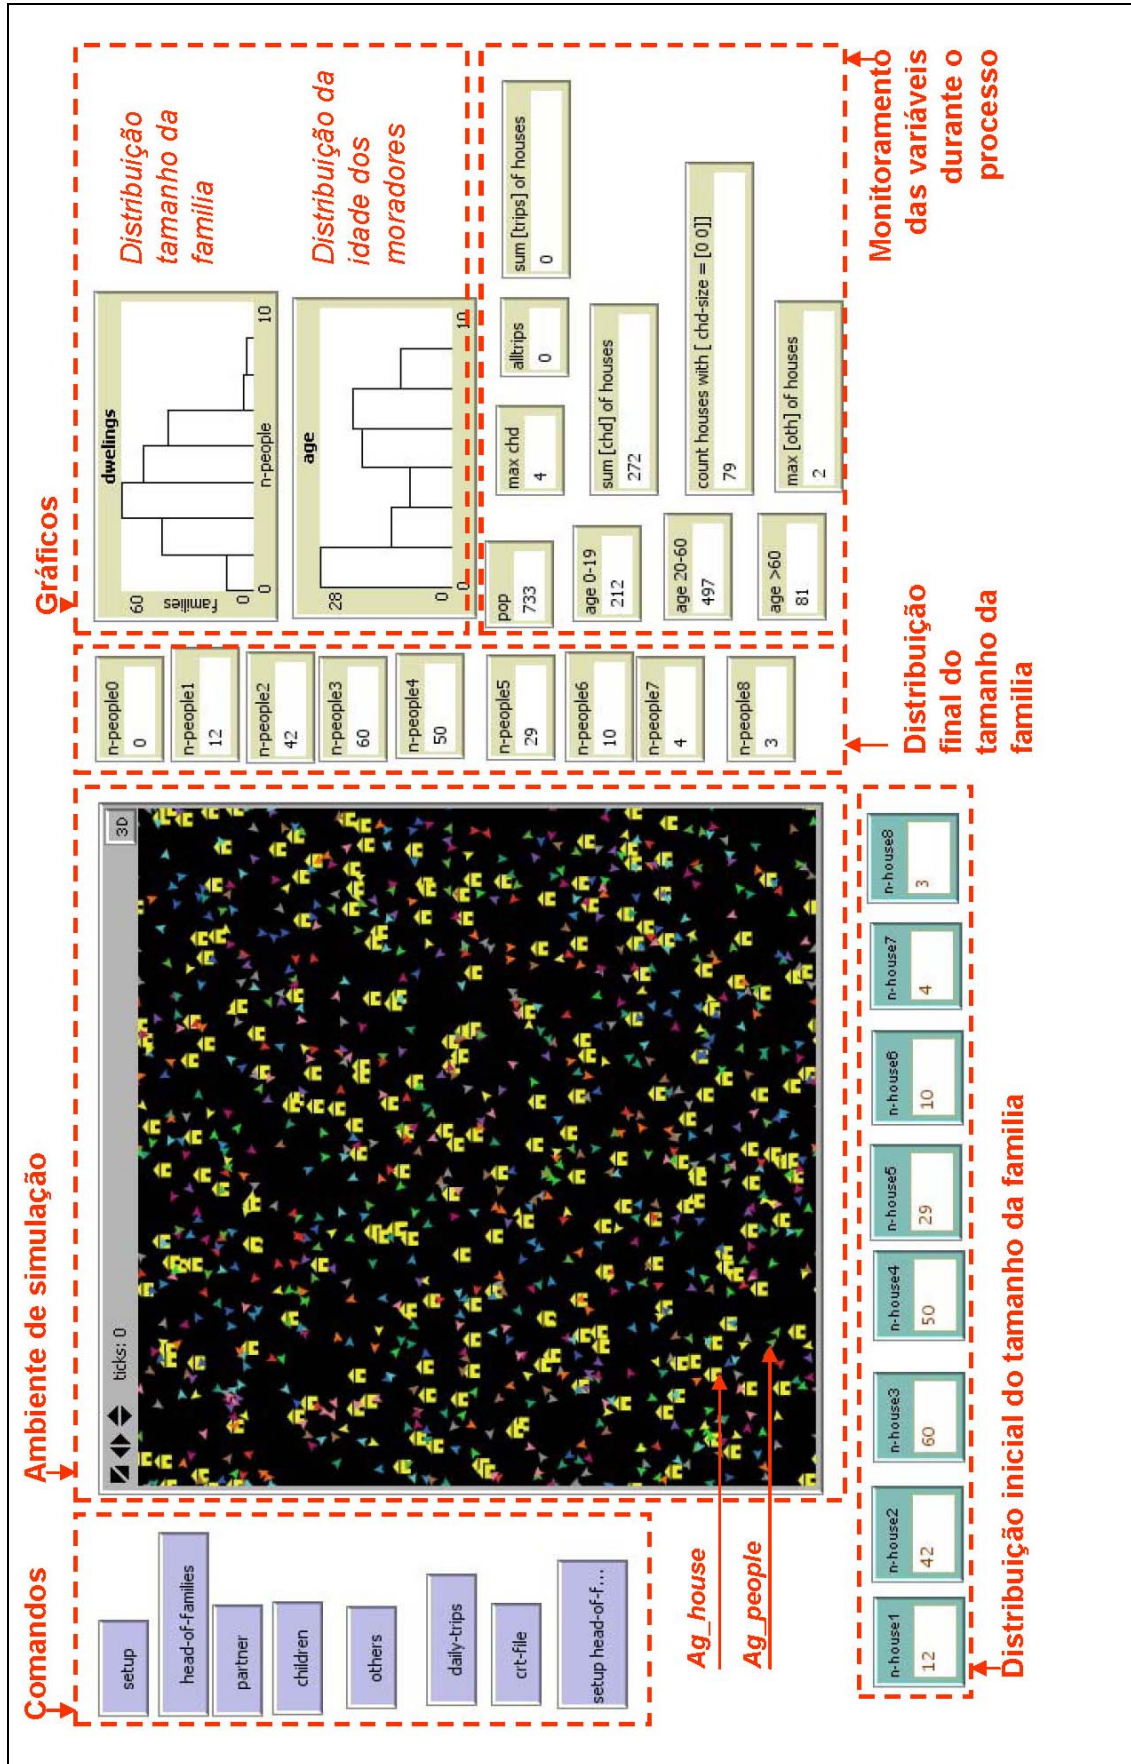 Comandos
setup
head-of-families
partner
children
others
daily-trips
crt-file
setup head-of-f...
Ambiente de simulação
ticks: 0
3D
Ag_house
Ag_people
n-house1
12
n-house2
42
n-house3
60
n-house4
50
n-house5
29
n-house6
10
n-house7
4
n-house8
3
Distribuição inicial do tamanho da familia
n-people0
0
n-people1
12
n-people2
42
n-people3
60
n-people4
50
n-people5
29
n-people6
10
n-people7
4
n-people8
3
Distribuição
final do
tamanho da
familia
Gráficos
dwelings
60
families
0
0
n-people
10
Distribuição
tamanho da
familia
age
28
0
0
10
Distribuição da
idade dos
moradores
pop
733
max chd
4
alltrips
0
sum [trips] of houses
0
age 0-19
212
sum [chd] of houses
272
age 20-60
497
count houses with [ chd-size = [0 0]]
79
age >60
81
max [oth] of houses
2
Monitoramento
das variáveis
durante o
processo